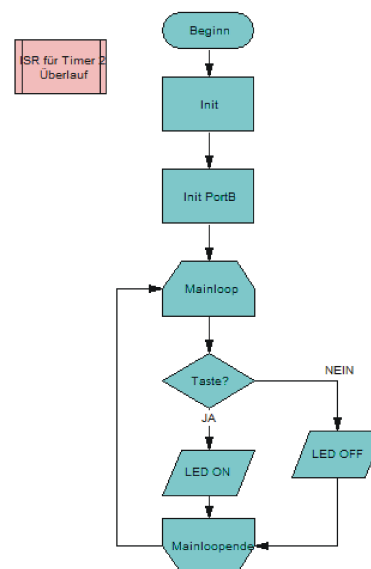 Beginn
ISR für Timer 2
Überlauf
Init
Init PortB
Mainloop
Taste?
NEIN
JA
LED ON
LED OFF
Mainloopende